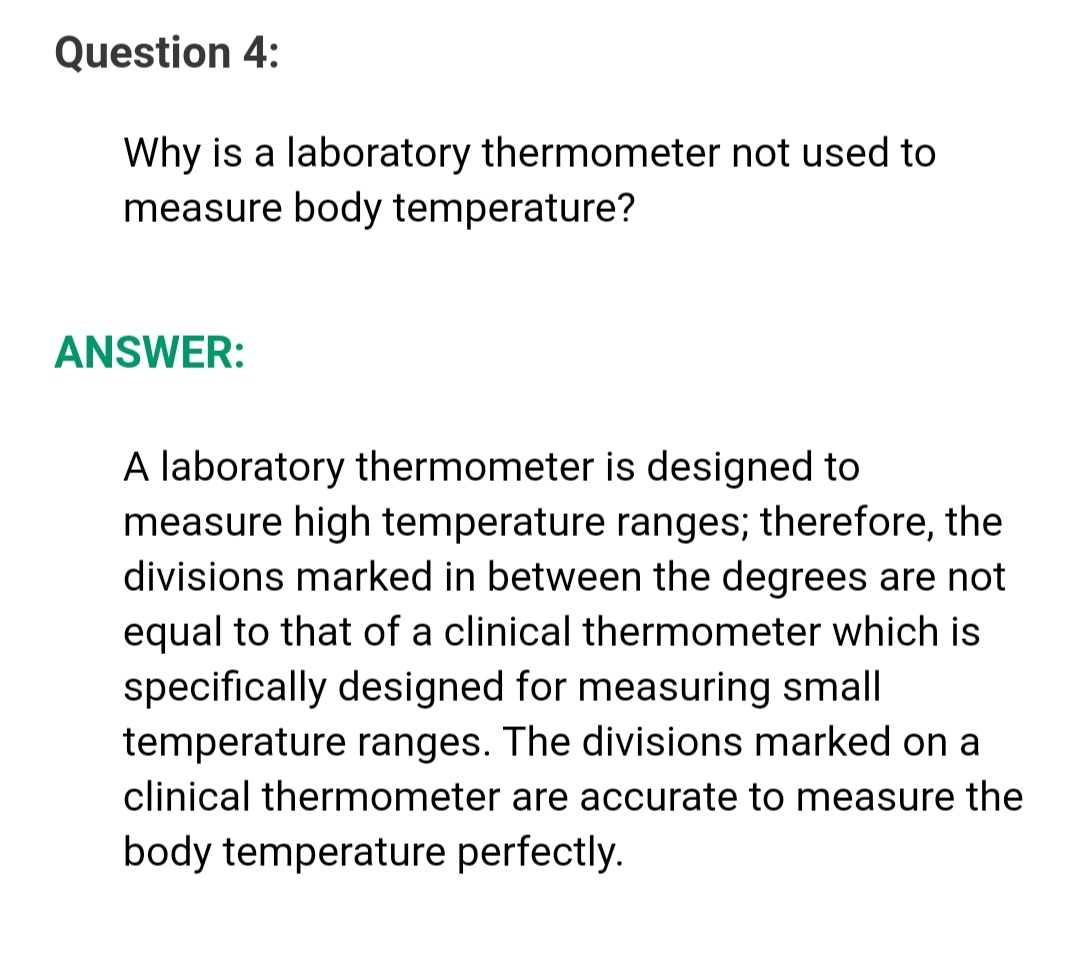 Question 4:
Why is a laboratory thermometer not used to
measure body temperature?
ANSWER:
A laboratory thermometer is designed to
measure high temperature ranges; therefore, the
divisions marked in between the degrees are not
equal to that of a clinical thermometer which is
specifically designed for measuring small
temperature ranges. The divisions marked on a
clinical thermometer are accurate to measure the
body temperature perfectly.